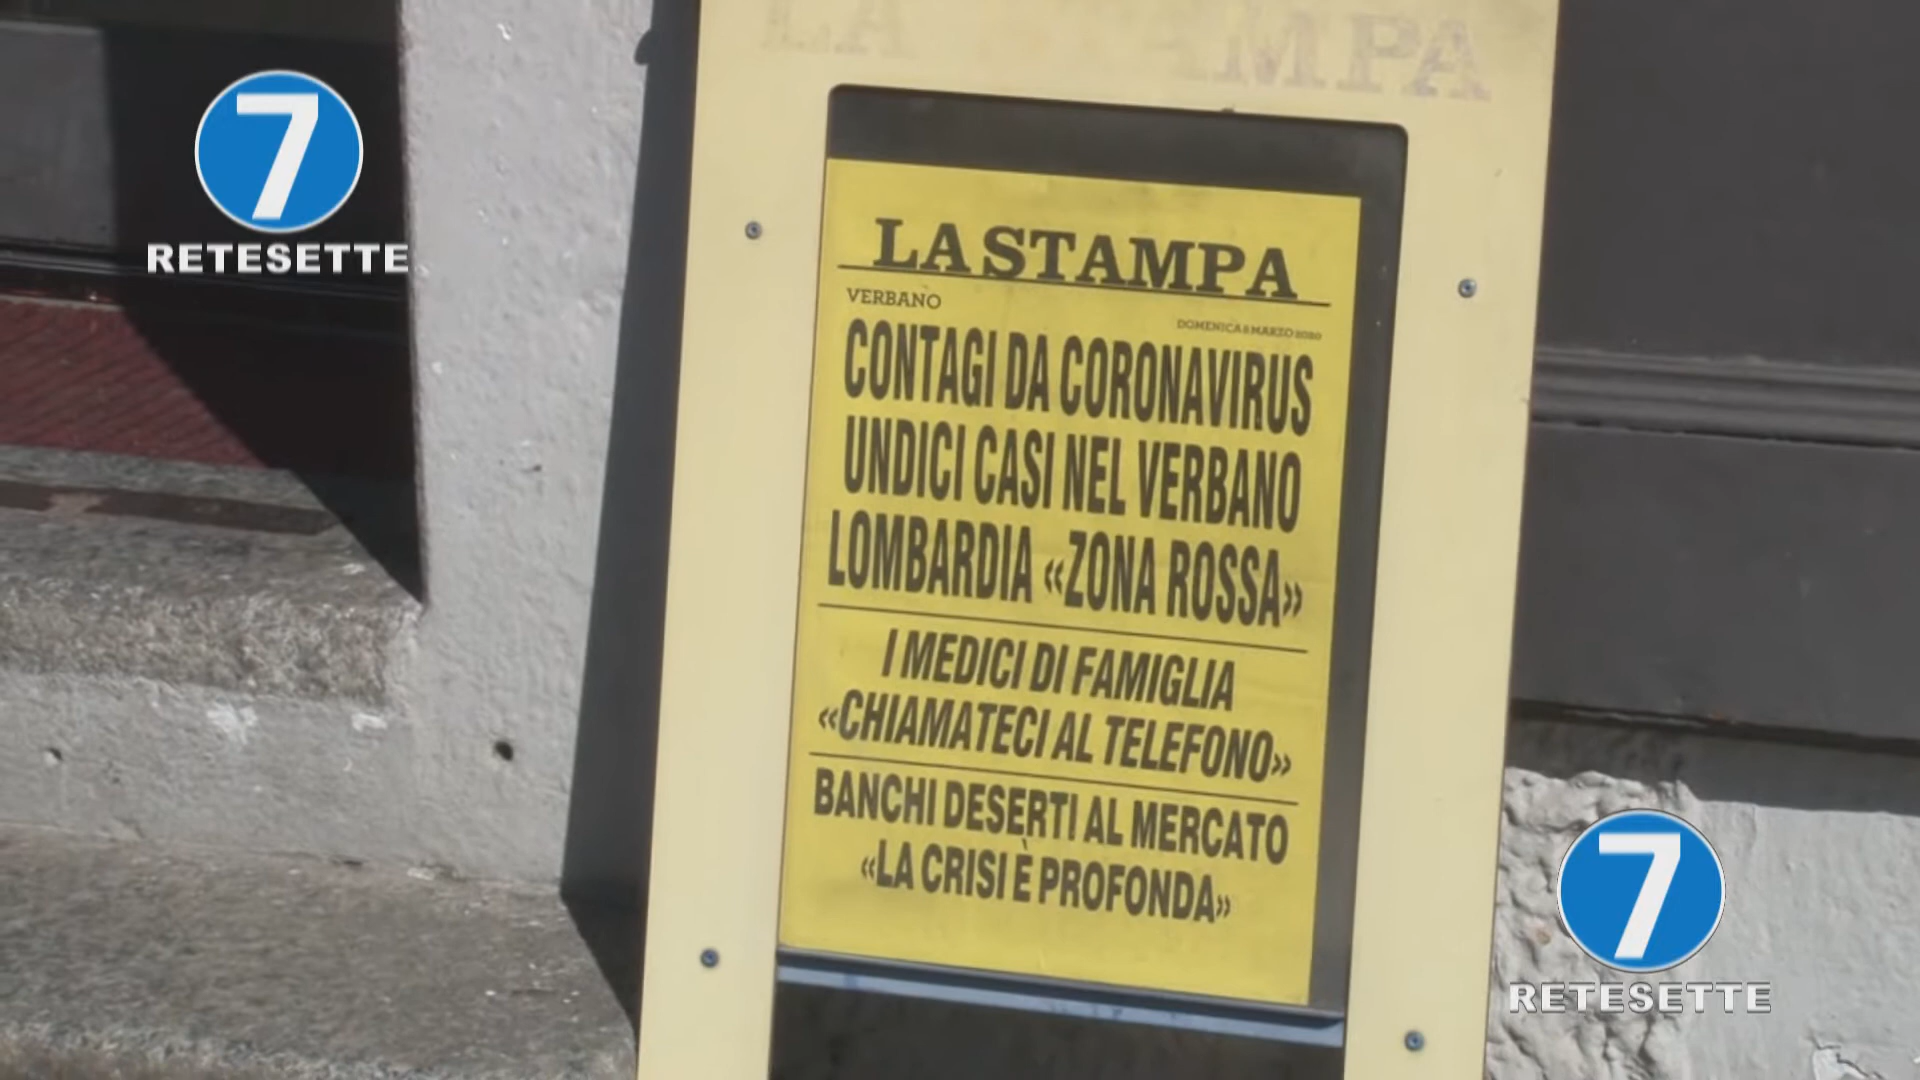 LA STAMPA
7
RETESETTE
LA STAMPA
VERBANO
DOMENICA 8 MARZO 2020
CONTAGI DA CORONAVIRUS
UNDICI CASI NEL VERBANO
LOMBARDIA «ZONA ROSSA»
I MEDICI DI FAMIGLIA
«CHIAMATECI AL TELEFONO»
BANCHI DESERTI AL MERCATO
«LA CRISI È PROFONDA»
7
RETESETTE